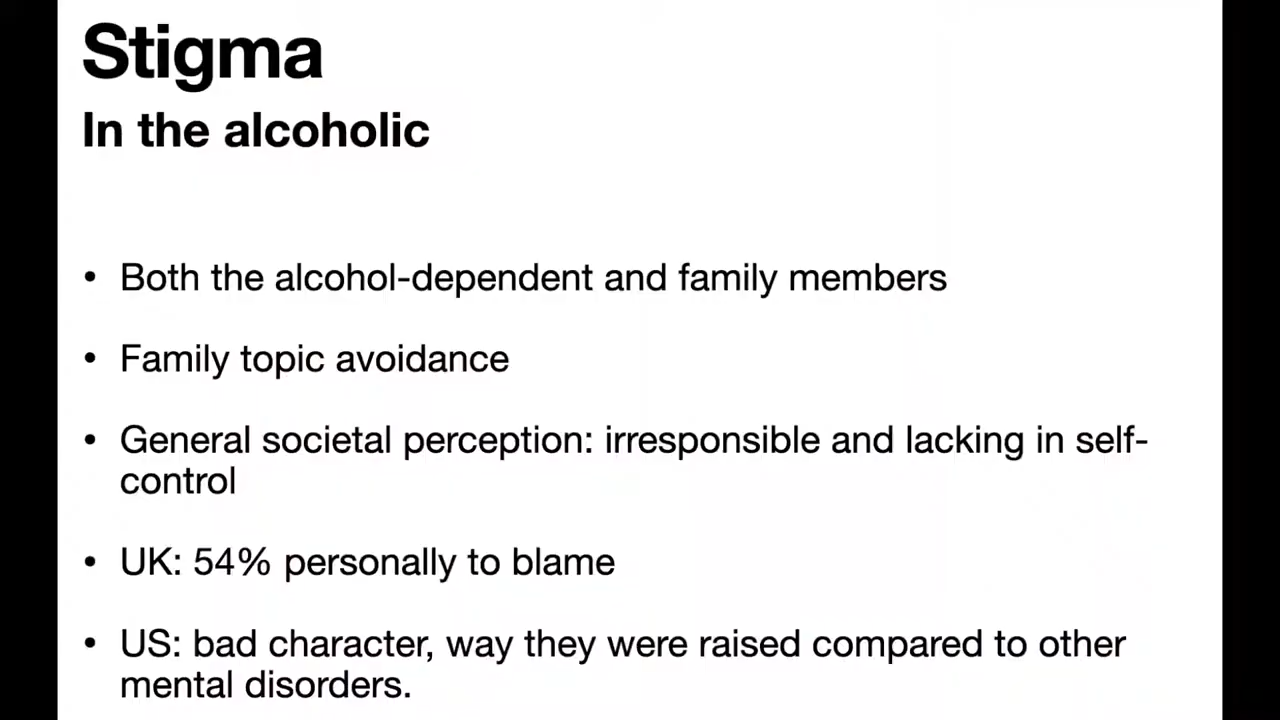 Stigma
In the alcoholic
• Both the alcohol-dependent and family members
• Family topic avoidance
• General societal perception: irresponsible and lacking in self-
control
• UK: 54% personally to blame
• US: bad character, way they were raised compared to other
mental disorders.